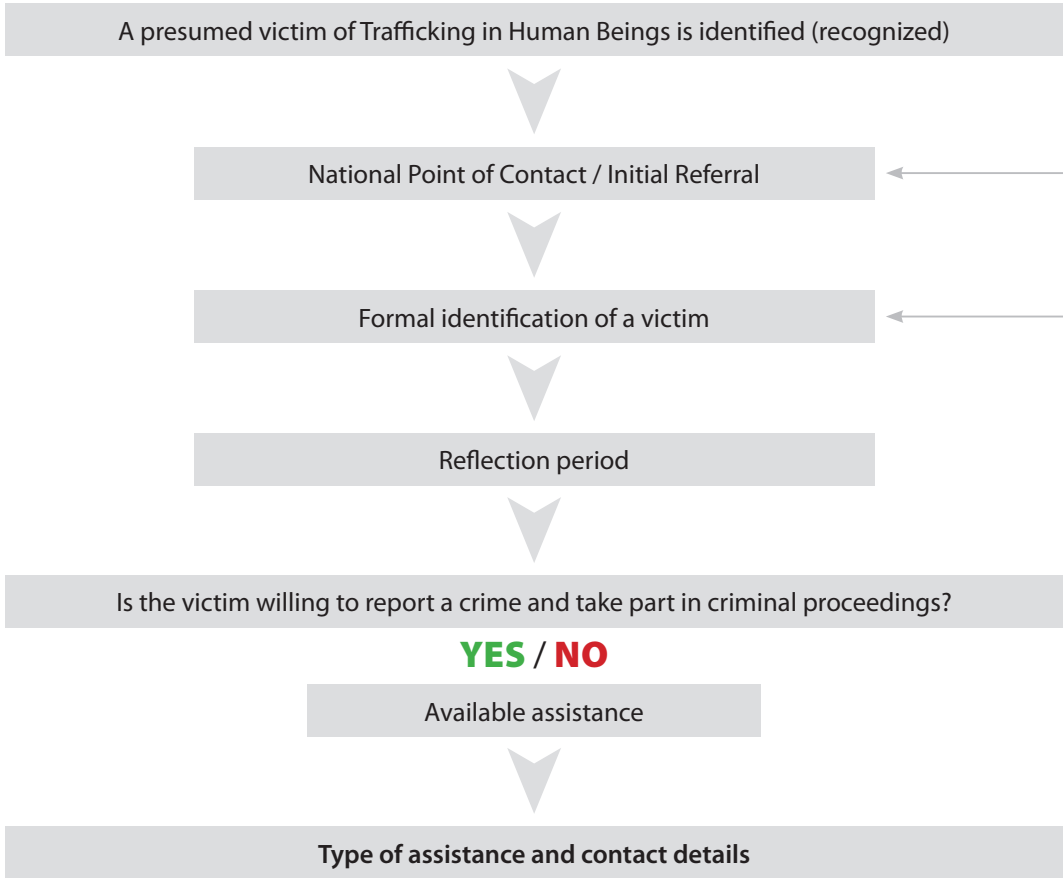 A presumed victim of Trafficking in Human Beings is identified (recognized)
National Point of Contact / Initial Referral
Formal identification of a victim
Reflection period
Is the victim willing to report a crime and take part in criminal proceedings?
YES / NO
Available assistance
Type of assistance and contact details